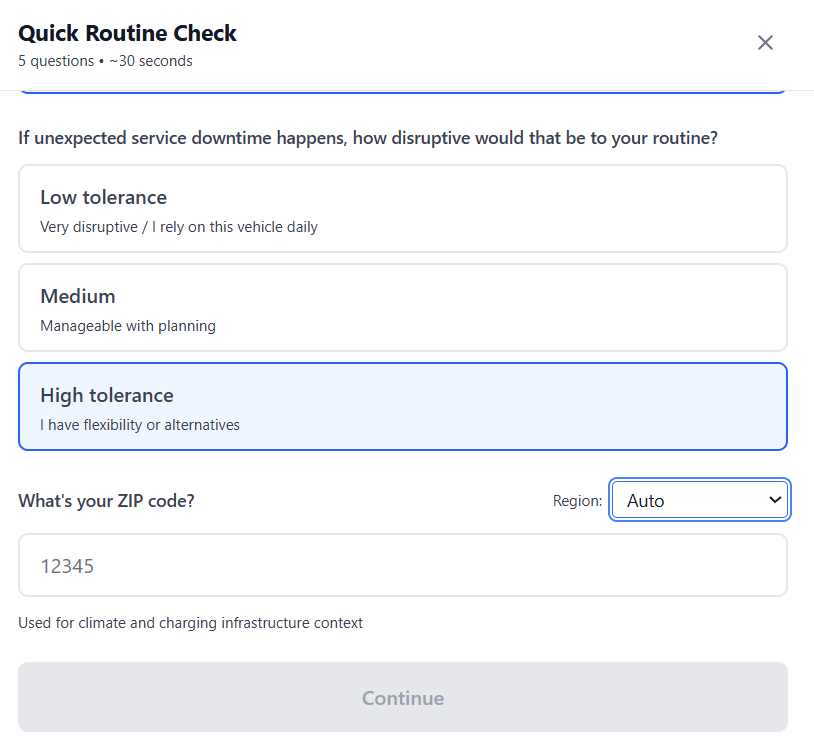 Quick Routine Check
5 questions • ~30 seconds
If unexpected service downtime happens, how disruptive would that be to your routine?
Low tolerance
Very disruptive / I rely on this vehicle daily
Medium
Manageable with planning
High tolerance
I have flexibility or alternatives
What's your ZIP code?
Region: Auto
12345
Used for climate and charging infrastructure context
Continue